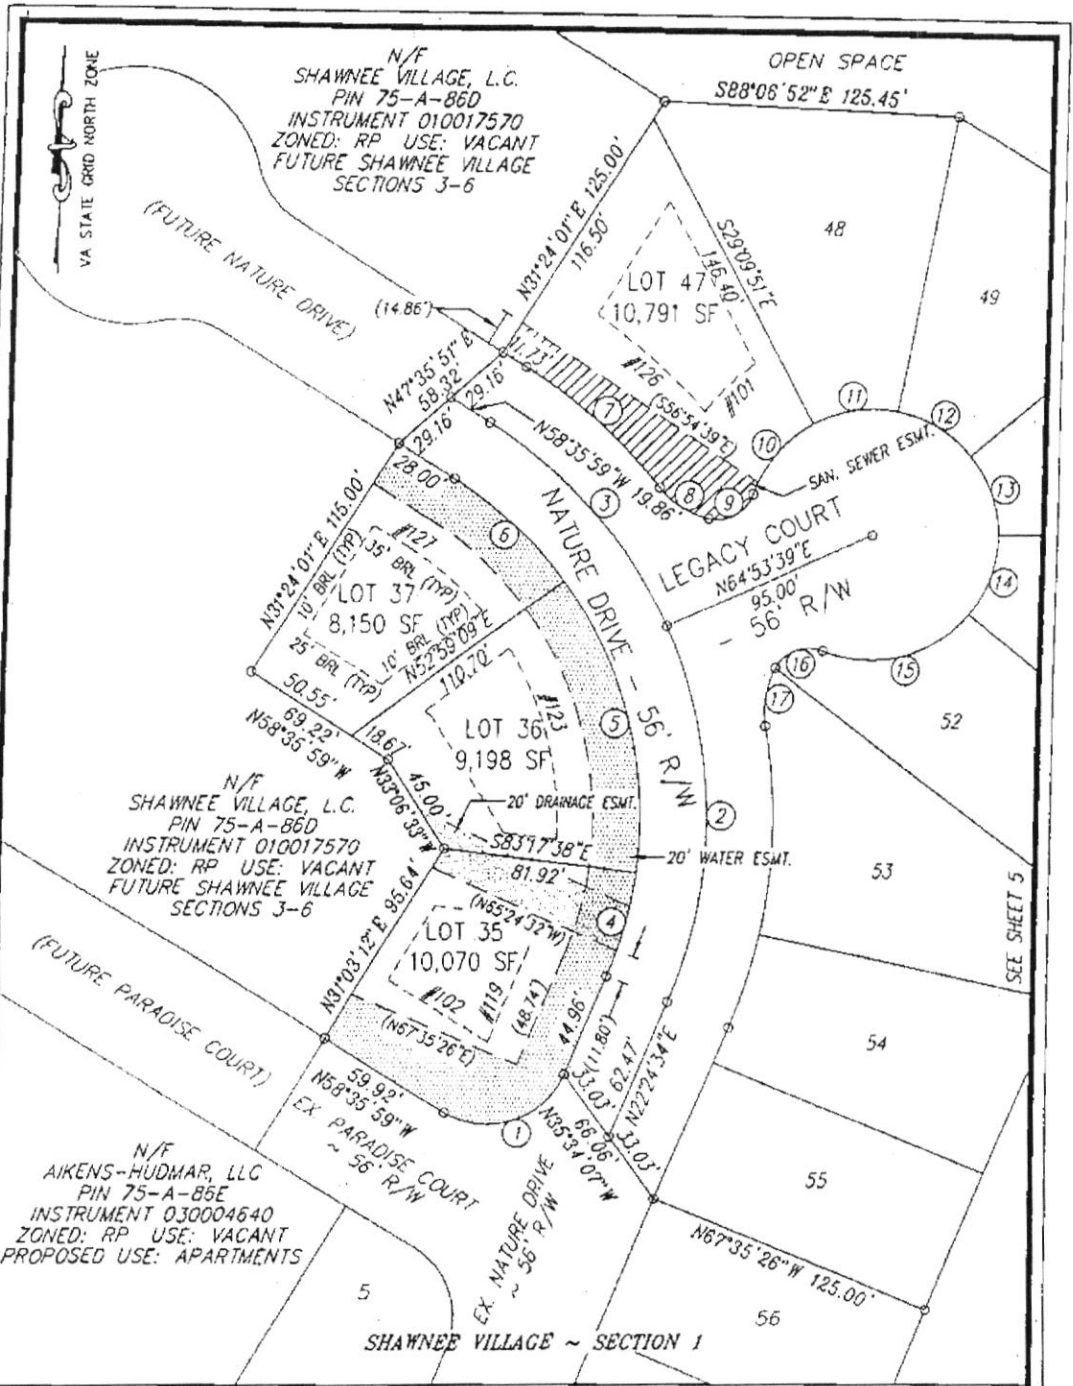 VA STATE GRID NORTH ZONE
N/F
SHAWNEE VILLAGE, L.C.
PIN 75-A-86D
INSTRUMENT 010017570
ZONED: RP USE: VACANT
FUTURE SHAWNEE VILLAGE
SECTIONS 3-6
OPEN SPACE
S88°06'52"E 125.45'
(FUTURE NATURE DRIVE)
N31°24'01"E 125.00'
116.50'
S29°09'51"E
146.40'
48
49
LOT 47
10,791 SF
#126
#101
(14.86')
11.73'
N47°35'51"E
58.32'
29.16'
29.16'
(S56°54'39"E)
N58°35'59"W 19.86'
7
8
9
10
11
12
13
14
15
16
17
SAN. SEWER ESMT.
LEGACY COURT
N64°53'39"E
95.00'
- 56' R/W
28.00'
3
6
NATURE DRIVE - 56' R/W
N31°24'01"E 115.00'
#127
35' BRL (TYP)
10' BRL (TYP)
LOT 37
8,150 SF
10' BRL (TYP)
25' BRL (TYP)
N52°59'09"E
110.70'
50.55'
69.22'
N58°35'59"W
18.67'
#123
LOT 36
9,198 SF
5
2
52
45.00'
N33°06'33"W
20' DRAINAGE ESMT.
S83°17'38"E
81.92'
20' WATER ESMT.
53
SEE SHEET 5
N/F
SHAWNEE VILLAGE, L.C.
PIN 75-A-86D
INSTRUMENT 010017570
ZONED: RP USE: VACANT
FUTURE SHAWNEE VILLAGE
SECTIONS 3-6
N31°03'12"E 95.64'
(N65°24'32"W)
4
LOT 35
10,070 SF
#102
#119
(48.74')
(N67°35'26"E)
44.96'
(11.80')
62.47'
N22°24'34"E
(FUTURE PARADISE COURT)
59.92'
N58°35'59"W
1
33.03'
66.06'
33.03'
N35°34'07"W
54
55
EX PARADISE COURT
~ 56' R/W
EX. NATURE DRIVE
~ 56' R/W
N67°35'26"W 125.00'
N/F
AIKENS-HUDMAR, LLC
PIN 75-A-86E
INSTRUMENT 030004640
ZONED: RP USE: VACANT
PROPOSED USE: APARTMENTS
5
56
SHAWNEE VILLAGE ~ SECTION 1